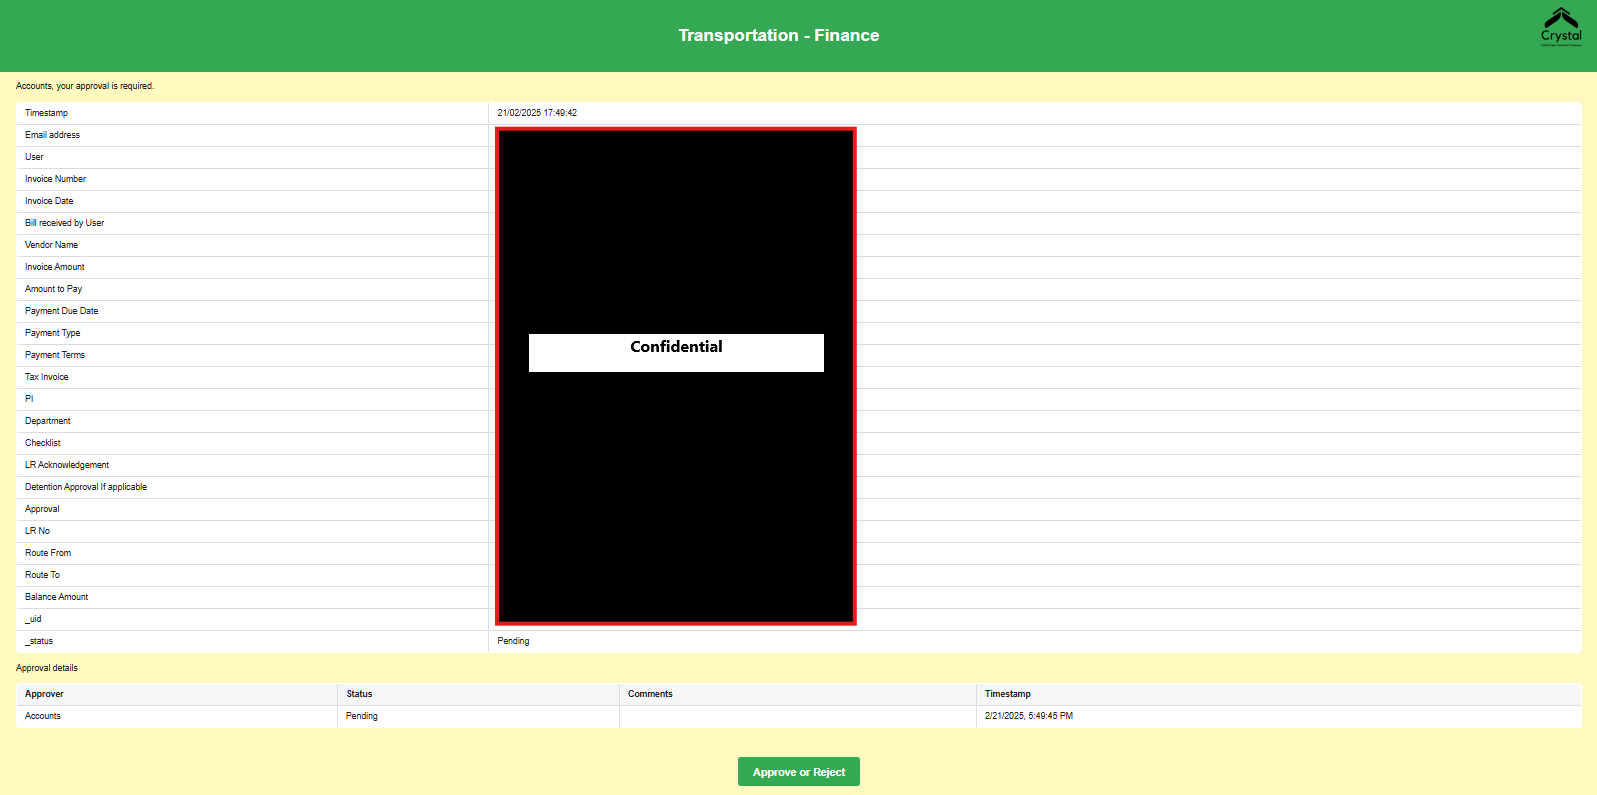 Transportation - Finance
Crystal
Accounts, your approval is required.
Timestamp 21/02/2025 17:49:42
Email address
User
Invoice Number
Invoice Date
Bill received by User
Vendor Name
Invoice Amount
Amount to Pay
Payment Due Date
Payment Type
Confidential
Payment Terms
Tax Invoice
PI
Department
Checklist
LR Acknowledgement
Detention Approval If applicable
Approval
LR No
Route From
Route To
Balance Amount
_uid
_status Pending
Approval details
Approver Status Comments Timestamp
Accounts Pending 2/21/2025, 5:49:45 PM
Approve or Reject